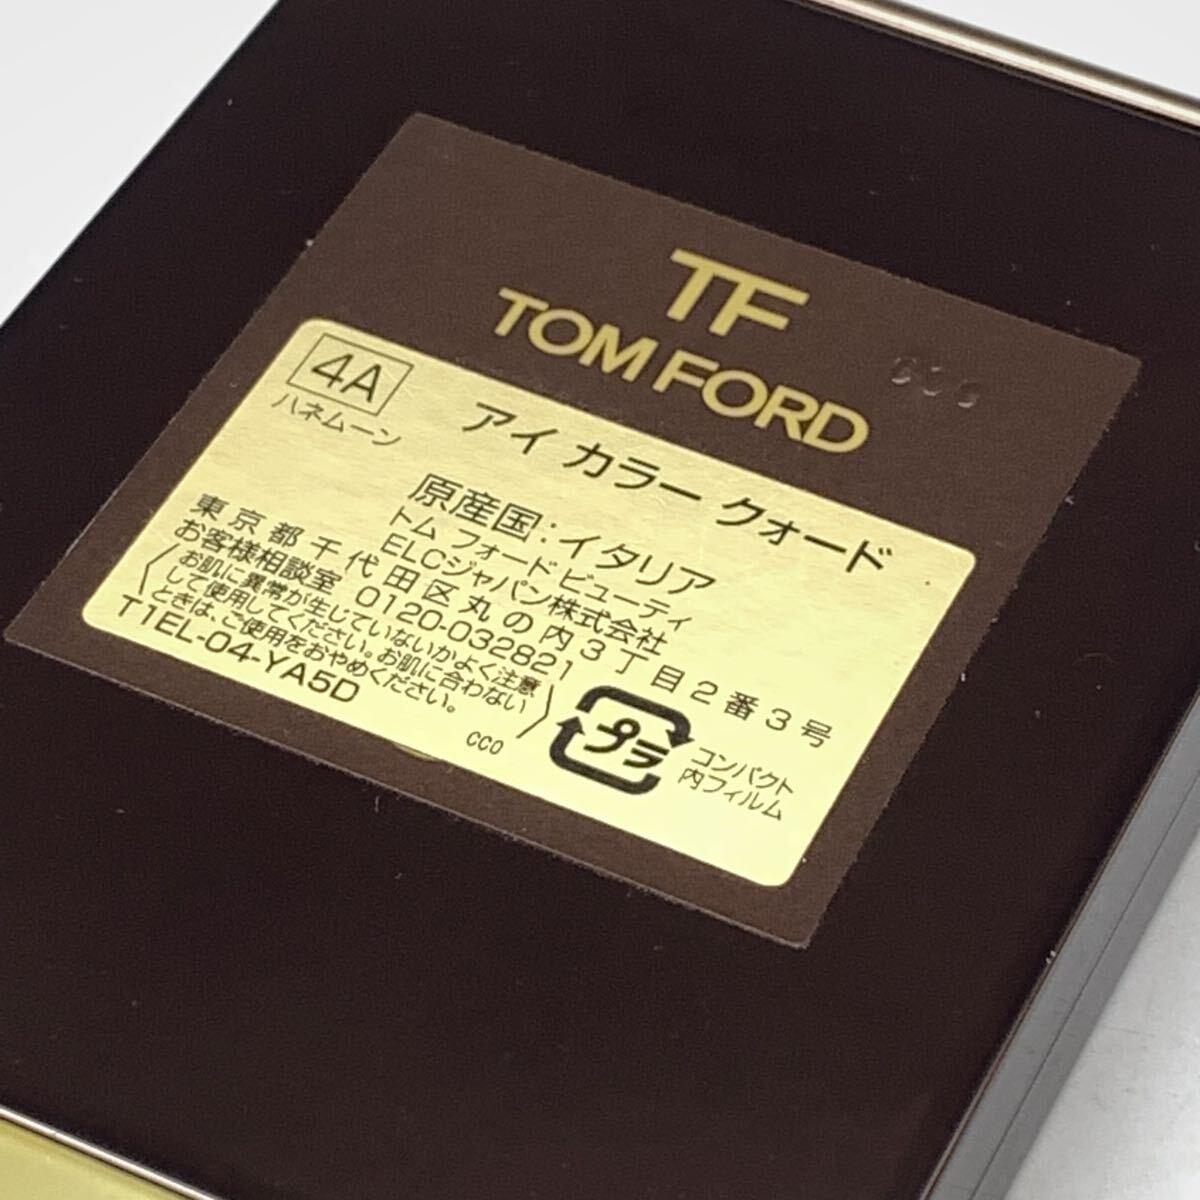 TF
TOM FORD
4A
ハネムーン
アイ カラー クォード
原産国:イタリア
トム フォード ビューティ
ELCジャパン株式会社
東京都千代田区丸の内3丁目2番3号
お客様相談室 0120-032821
お肌に異常が生じていないかよく注意
して使用してください。お肌に合わない
ときは、ご使用をおやめください。
T1EL-04-YA5D
CC0
プラ
コンパクト
内フィルム